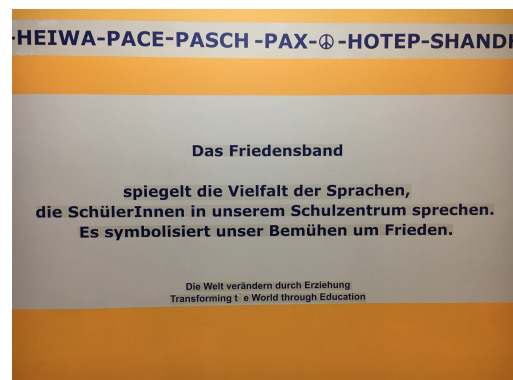 -HEIWA-PACE-PASCH-PAX-☮-HOTEP-SHANDH
Das Friedensband
spiegelt die Vielfalt der Sprachen,
die SchülerInnen in unserem Schulzentrum sprechen.
Es symbolisiert unser Bemühen um Frieden.
Die Welt verändern durch Erziehung
Transforming t e World through Education